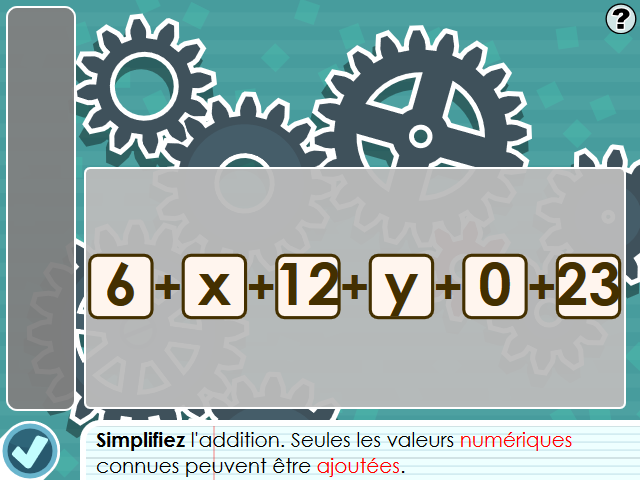 ?
6+x+12+y+0+23
Simplifiez l'addition. Seules les valeurs numériques
connues peuvent être ajoutées.